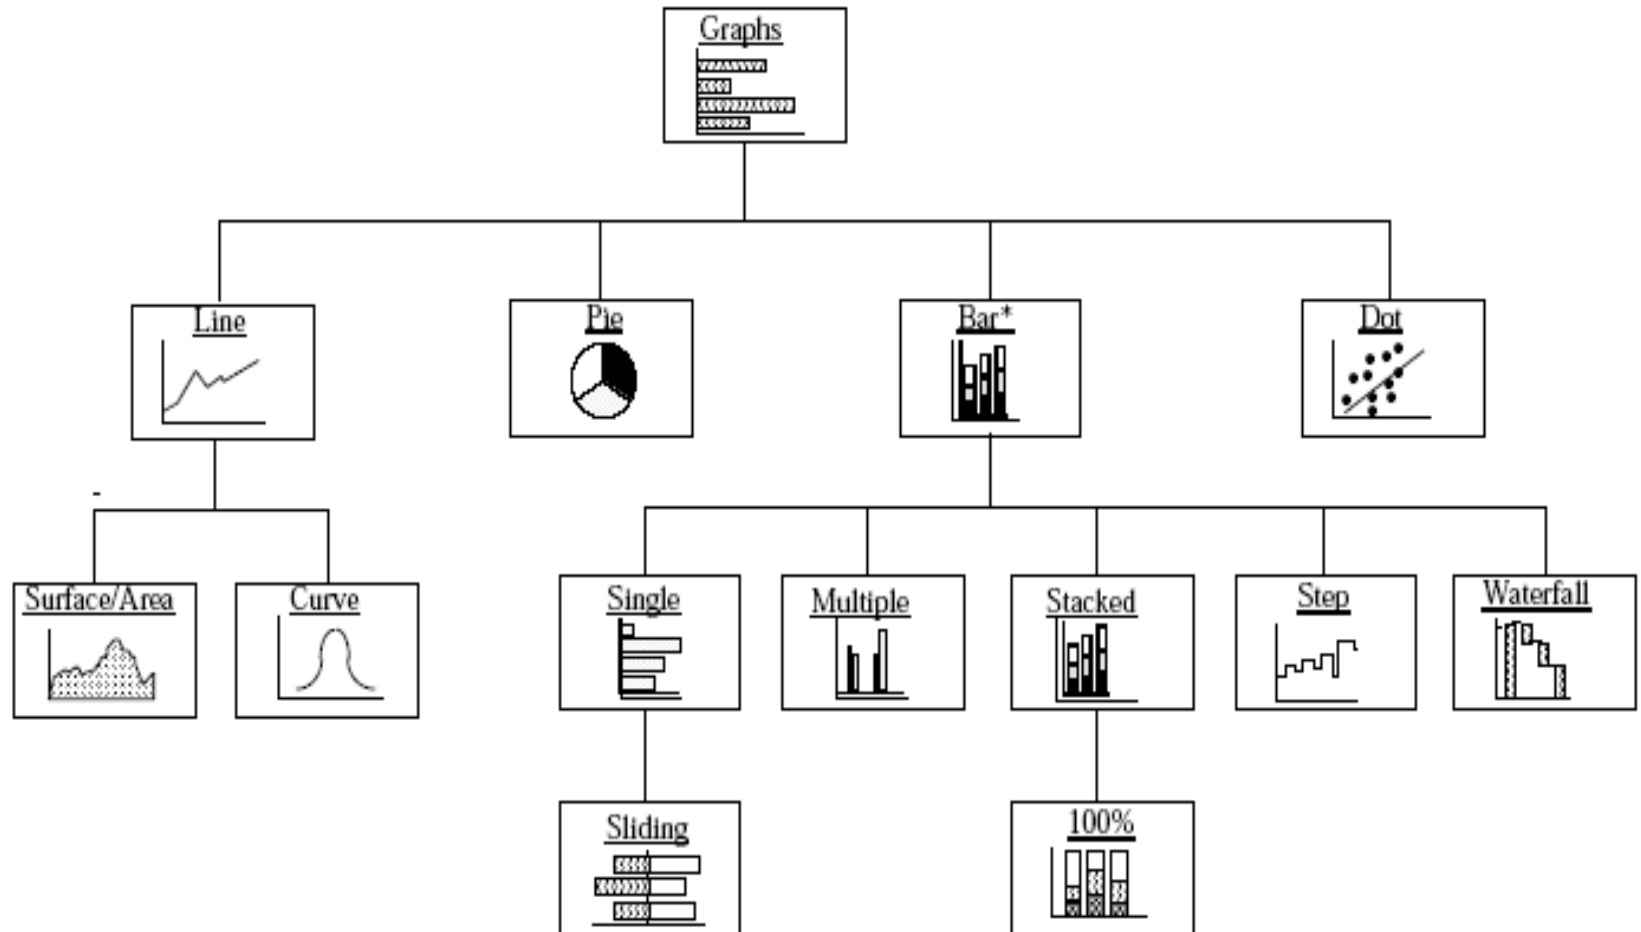 Graphs
Line
Pie
Bar*
Dot
-
Surface/Area
Curve
Single
Multiple
Stacked
Step
Waterfall
Sliding
100%